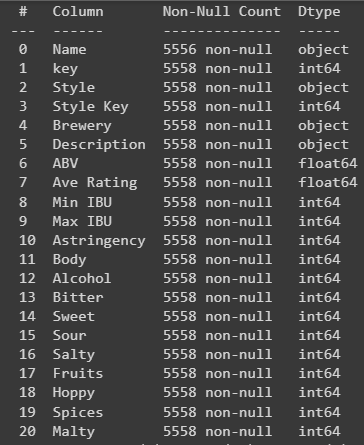 #   Column        Non-Null Count  Dtype
---  ------        --------------  -----
0   Name          5556 non-null   object
1   key           5558 non-null   int64
2   Style         5558 non-null   object
3   Style Key     5558 non-null   int64
4   Brewery       5558 non-null   object
5   Description   5558 non-null   object
6   ABV           5558 non-null   float64
7   Ave Rating    5558 non-null   float64
8   Min IBU       5558 non-null   int64
9   Max IBU       5558 non-null   int64
10  Astringency   5558 non-null   int64
11  Body          5558 non-null   int64
12  Alcohol       5558 non-null   int64
13  Bitter        5558 non-null   int64
14  Sweet         5558 non-null   int64
15  Sour          5558 non-null   int64
16  Salty         5558 non-null   int64
17  Fruits        5558 non-null   int64
18  Hoppy         5558 non-null   int64
19  Spices        5558 non-null   int64
20  Malty         5558 non-null   int64